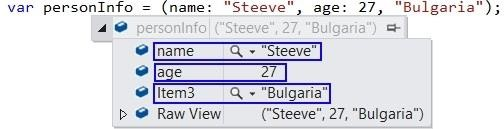 var personInfo = (name: "Steeve", age: 27, "Bulgaria");
personInfo ("Steeve", 27, "Bulgaria")
name "Steeve"
age 27
Item3 "Bulgaria"
Raw View ("Steeve", 27, "Bulgaria")